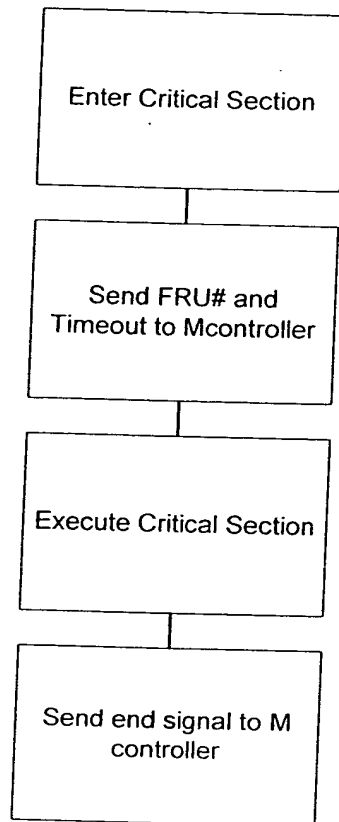 Enter Critical Section
Send FRU# and
Timeout to Mcontroller
Execute Critical Section
Send end signal to M
controller